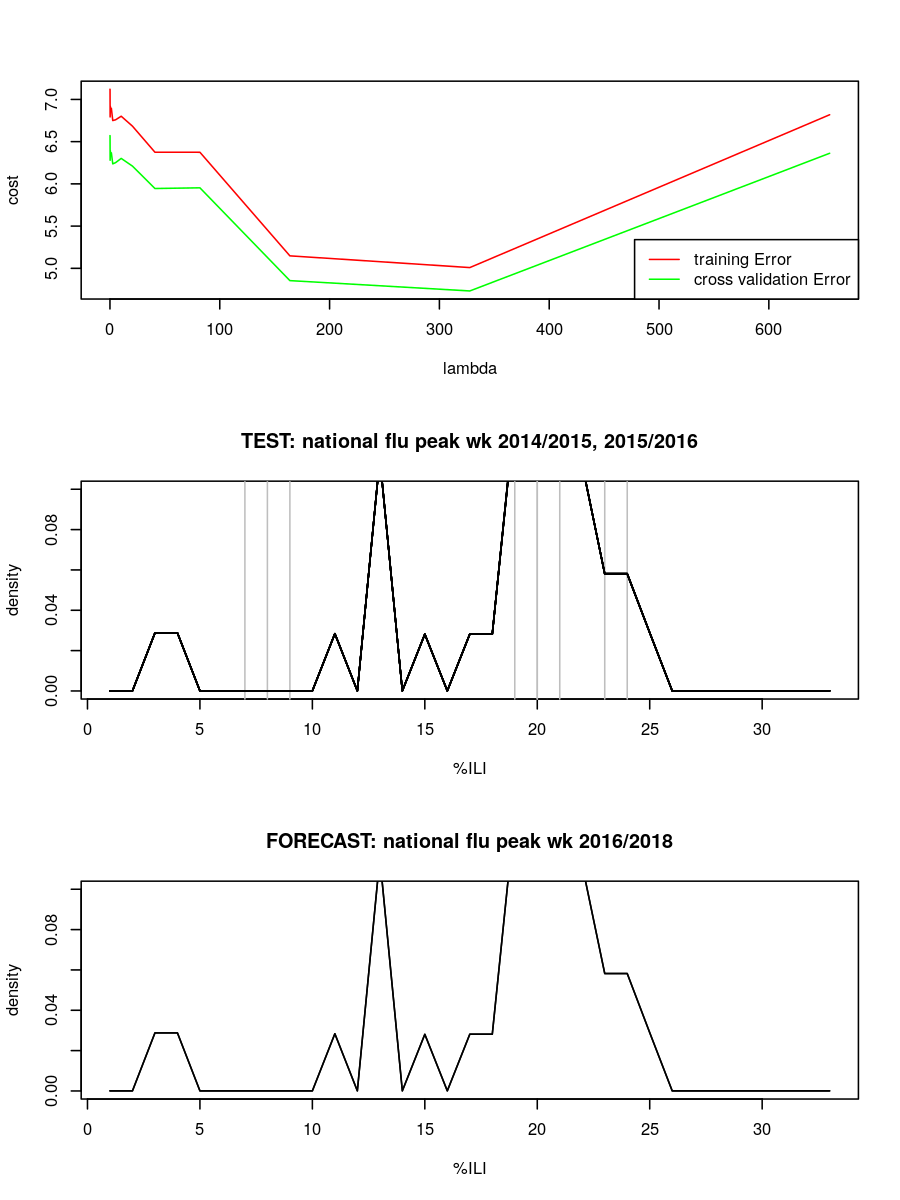 7.0
6.5
6.0
5.5
5.0
cost
0 100 200 300 400 500 600
lambda
training Error
cross validation Error
TEST: national flu peak wk 2014/2015, 2015/2016
0.08
0.04
0.00
density
0 5 10 15 20 25 30
%ILI
FORECAST: national flu peak wk 2016/2018
0.08
0.04
0.00
density
0 5 10 15 20 25 30
%ILI